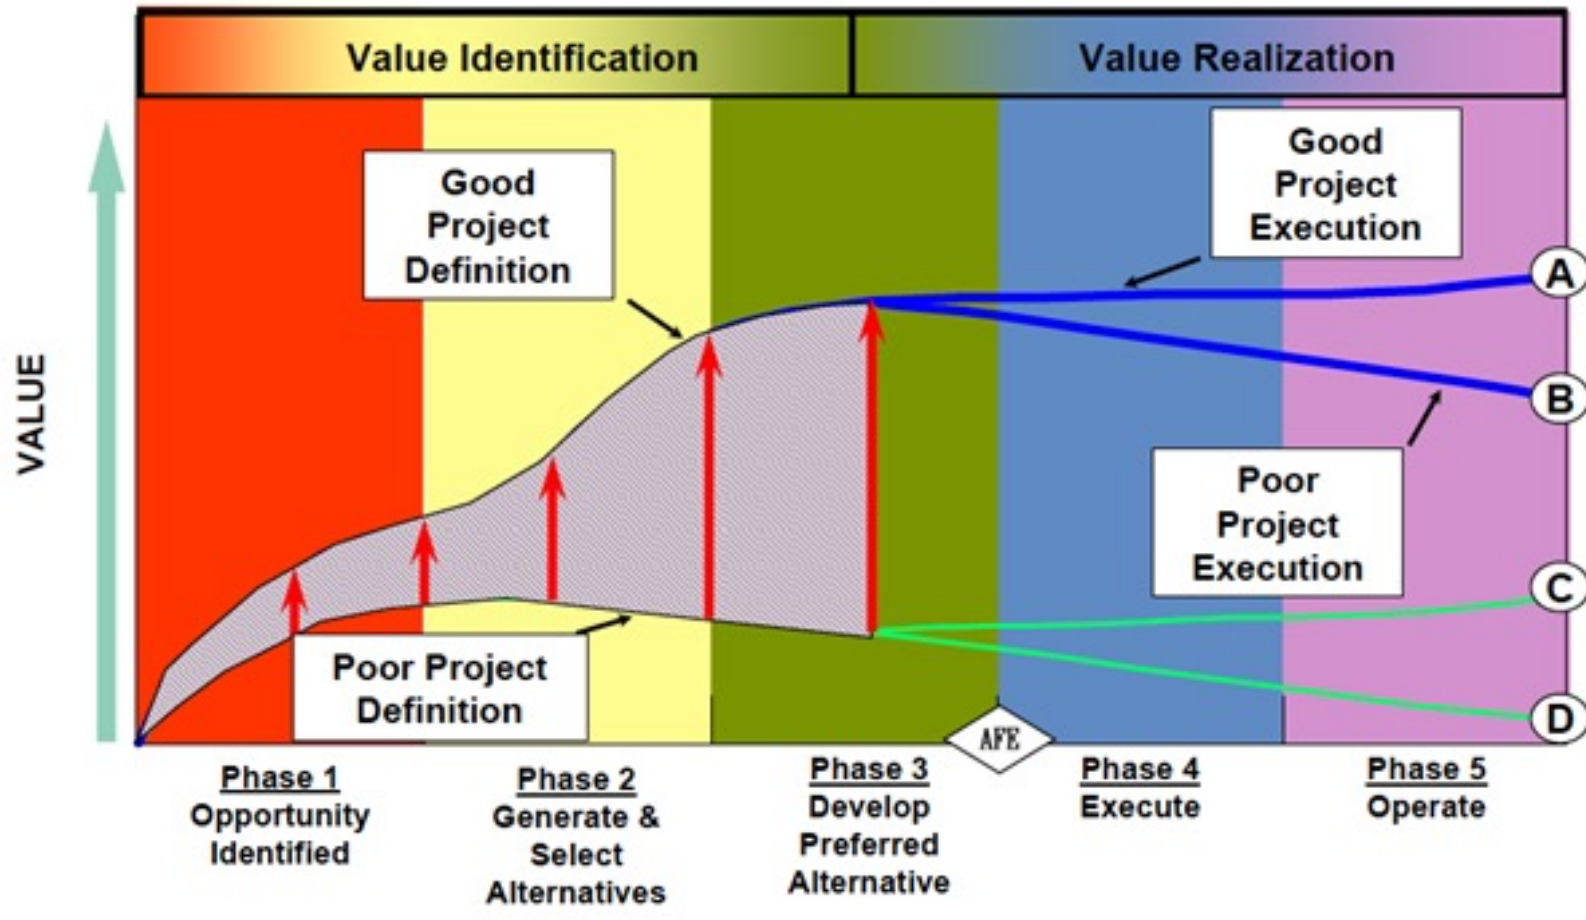 Value Identification
Value Realization
Good
Project
Definition
Good
Project
Execution
A
B
VALUE
Poor
Project
Execution
C
Poor Project
Definition
D
AFE
Phase 1
Opportunity
Identified
Phase 2
Generate &
Select
Alternatives
Phase 3
Develop
Preferred
Alternative
Phase 4
Execute
Phase 5
Operate